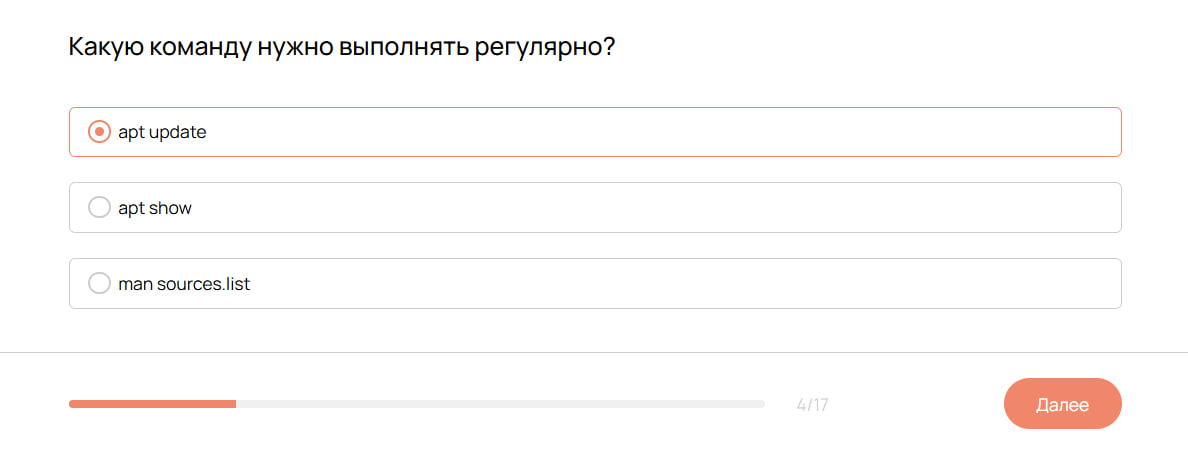 Какую команду нужно выполнять регулярно?
apt update
apt show
man sources.list
4/17
Далее